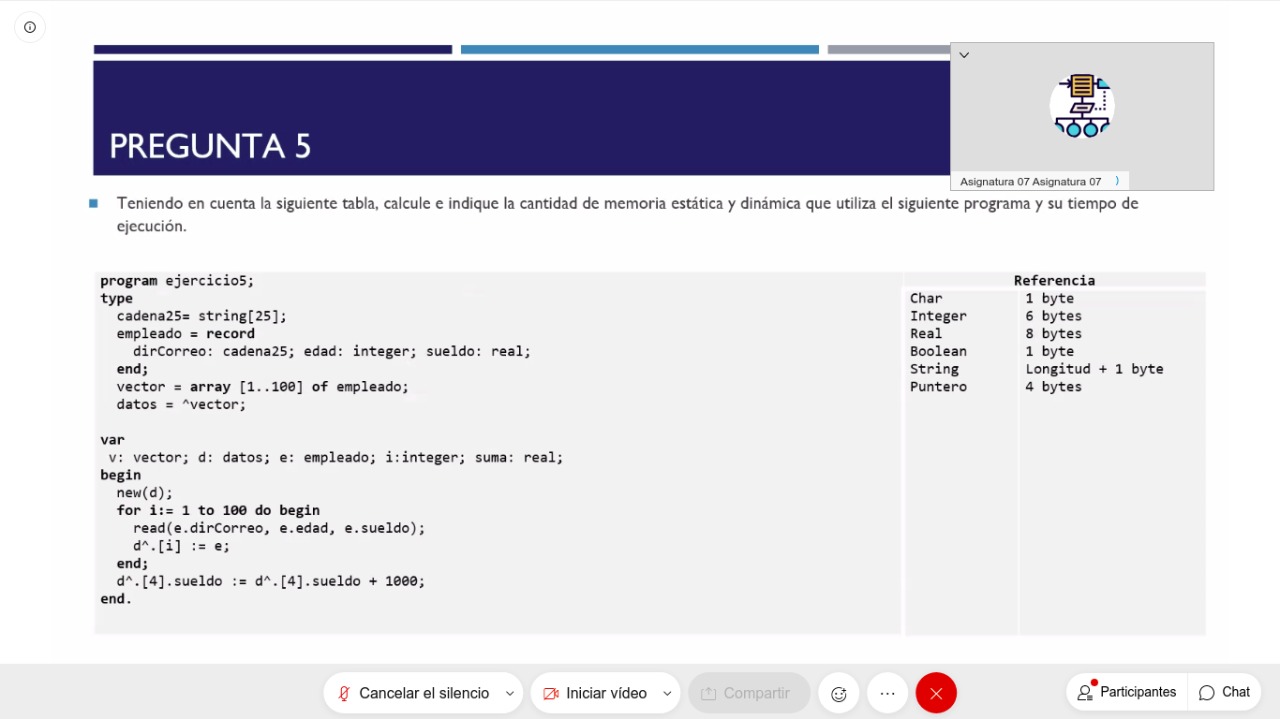 PREGUNTA 5
Asignatura 07 Asignatura 07
Teniendo en cuenta la siguiente tabla, calcule e indique la cantidad de memoria estática y dinámica que utiliza el siguiente programa y su tiempo de
ejecución.
program ejercicio5;
type
cadena25= string[25];
empleado = record
dirCorreo: cadena25; edad: integer; sueldo: real;
end;
vector = array [1..100] of empleado;
datos = ^vector;
var
v: vector; d: datos; e: empleado; i:integer; suma: real;
begin
new(d);
for i:= 1 to 100 do begin
read(e.dirCorreo, e.edad, e.sueldo);
d^.[i] := e;
end;
d^.[4].sueldo := d^.[4].sueldo + 1000;
end.
Referencia
Char 1 byte
Integer 6 bytes
Real 8 bytes
Boolean 1 byte
String Longitud + 1 byte
Puntero 4 bytes
Cancelar el silencio
Iniciar vídeo
Compartir
Participantes
Chat